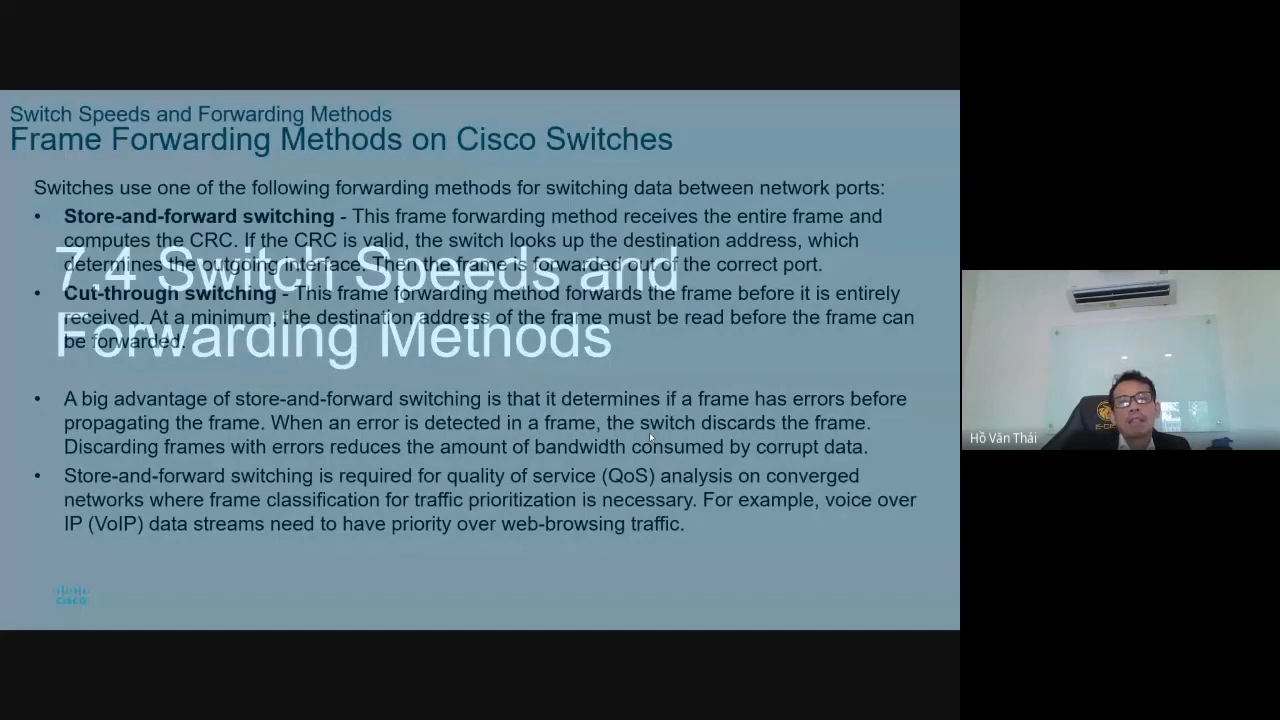 Switch Speeds and Forwarding Methods
Frame Forwarding Methods on Cisco Switches
Switches use one of the following forwarding methods for switching data between network ports:
• Store-and-forward switching - This frame forwarding method receives the entire frame and
computes the CRC. If the CRC is valid, the switch looks up the destination address, which
determines the outgoing interface. Then the frame is forwarded out of the correct port.
• Cut-through switching - This frame forwarding method forwards the frame before it is entirely
received. At a minimum, the destination address of the frame must be read before the frame can
be forwarded.
7.4 Switch Speeds and
Forwarding Methods
• A big advantage of store-and-forward switching is that it determines if a frame has errors before
propagating the frame. When an error is detected in a frame, the switch discards the frame.
Discarding frames with errors reduces the amount of bandwidth consumed by corrupt data.
• Store-and-forward switching is required for quality of service (QoS) analysis on converged
networks where frame classification for traffic prioritization is necessary. For example, voice over
IP (VoIP) data streams need to have priority over web-browsing traffic.
CISCO
Hồ Văn Thái